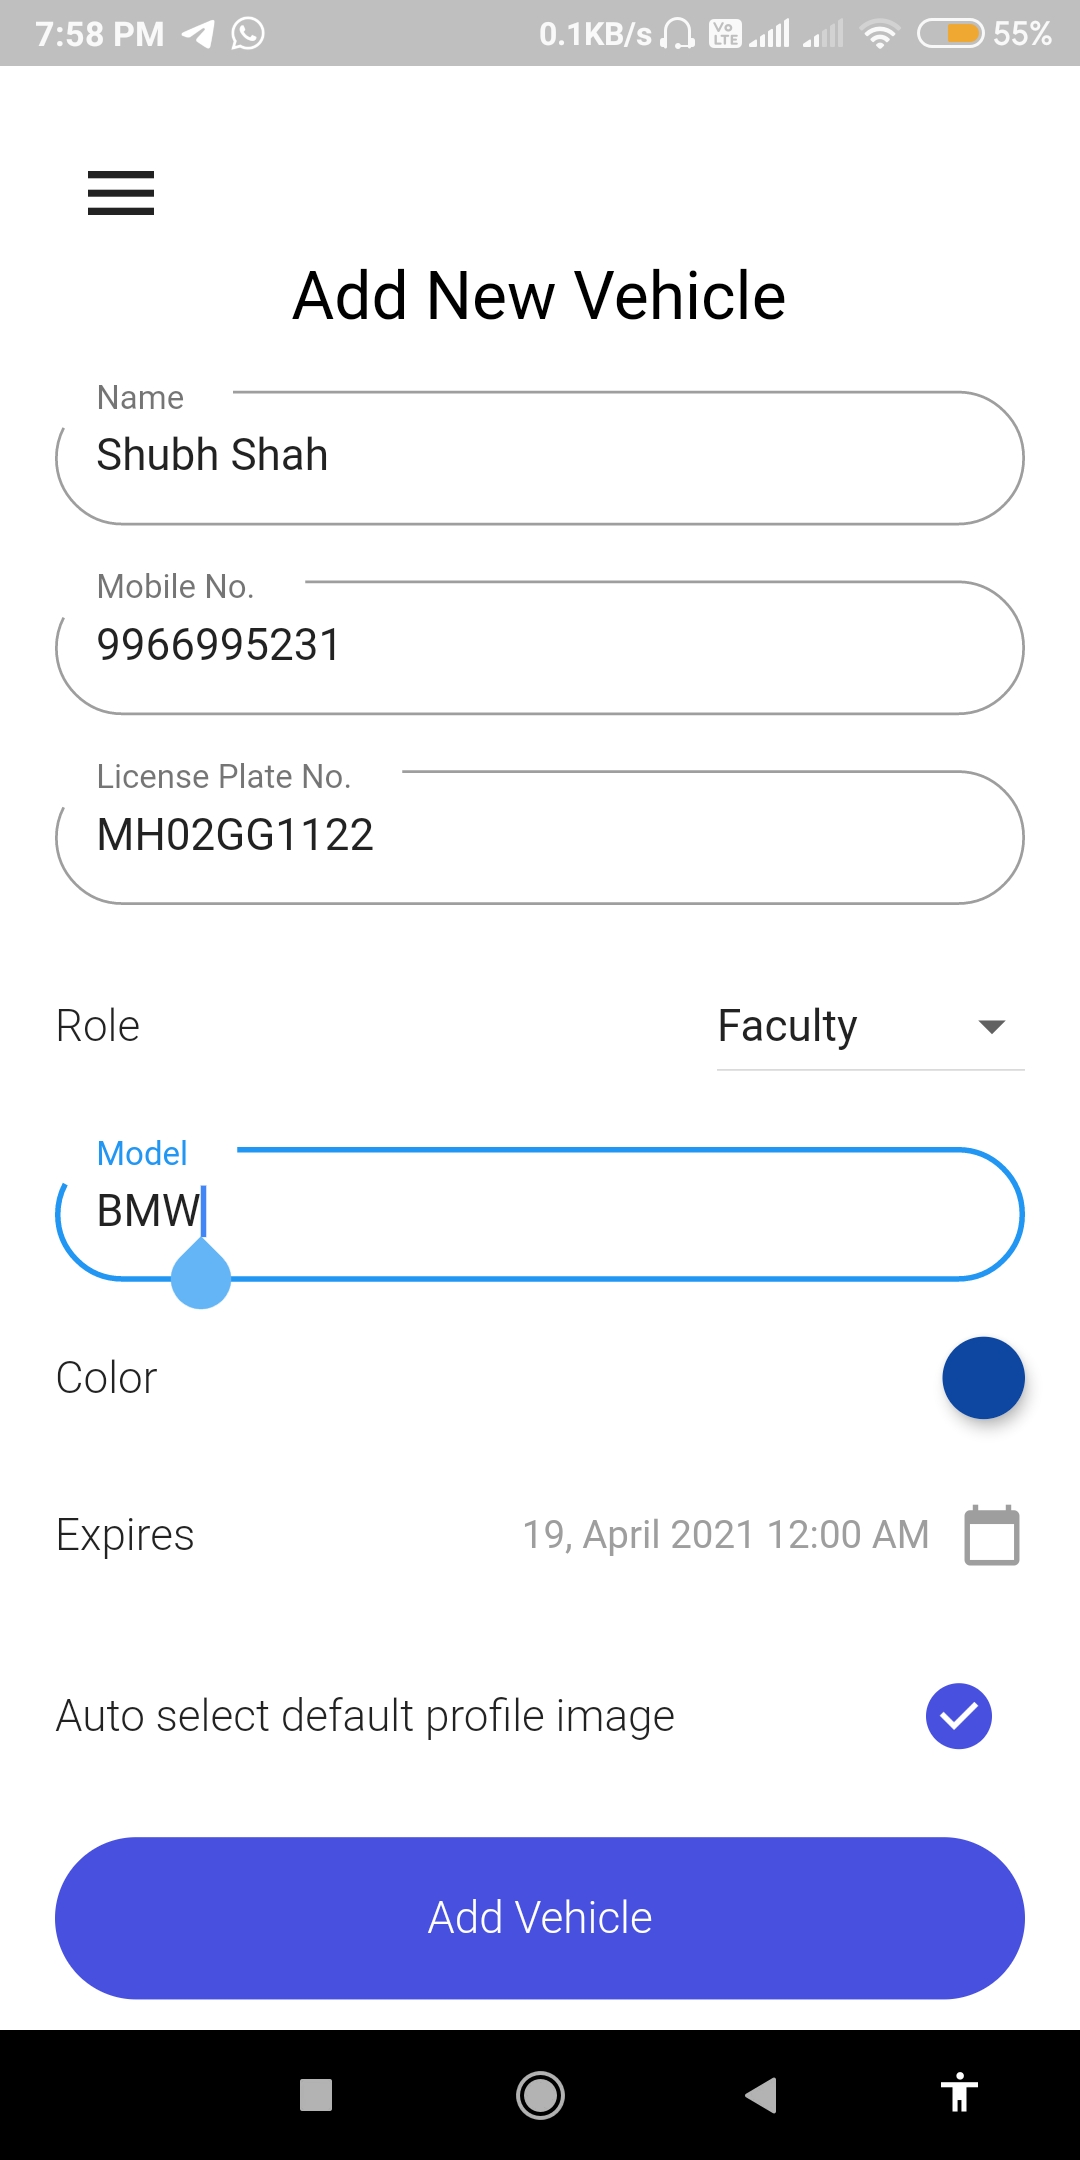 7:58 PM 0.1KB/s Vo LTE 55%
Add New Vehicle
Name
Shubh Shah
Mobile No.
9966995231
License Plate No.
MH02GG1122
Role Faculty
Model
BMW
Color
Expires 19, April 2021 12:00 AM
Auto select default profile image
Add Vehicle